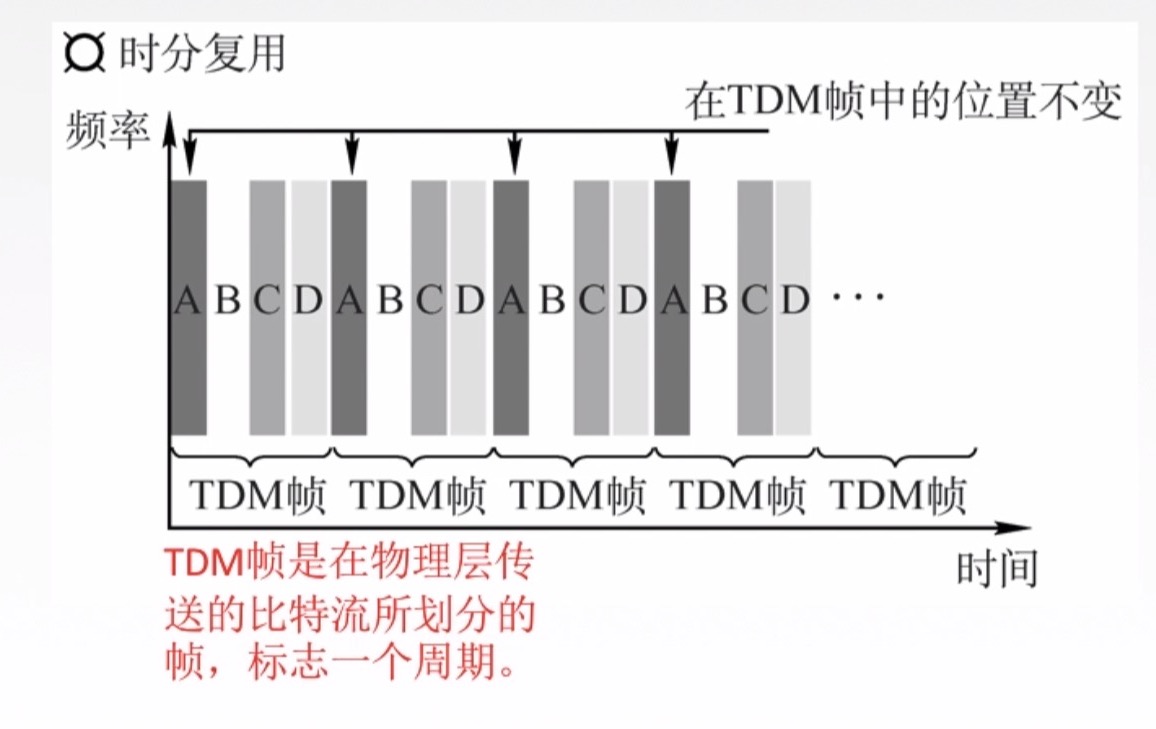 ¤ 时分复用
在TDM帧中的位置不变
频率
A B C D A B C D A B C D A B C D ···
TDM帧 TDM帧 TDM帧 TDM帧 TDM帧
时间
TDM帧是在物理层传
送的比特流所划分的
帧，标志一个周期。